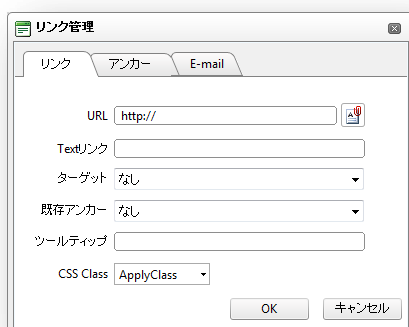 リンク管理
リンク アンカー E-mail
URL http://
Textリンク
ターゲット なし
既存アンカー なし
ツールティップ
CSS Class ApplyClass
OK キャンセル